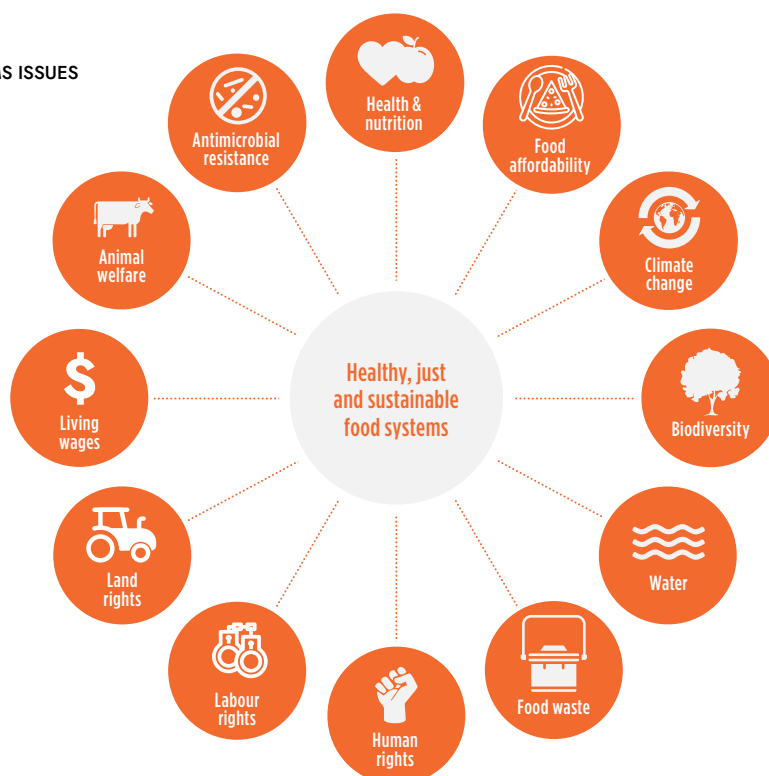 AS ISSUES
Health &
nutrition
Food
affordability
Climate
change
Biodiversity
Water
Food waste
Human
rights
Labour
rights
Land
rights
Living
wages
Animal
welfare
Antimicrobial
resistance
Healthy, just
and sustainable
food systems